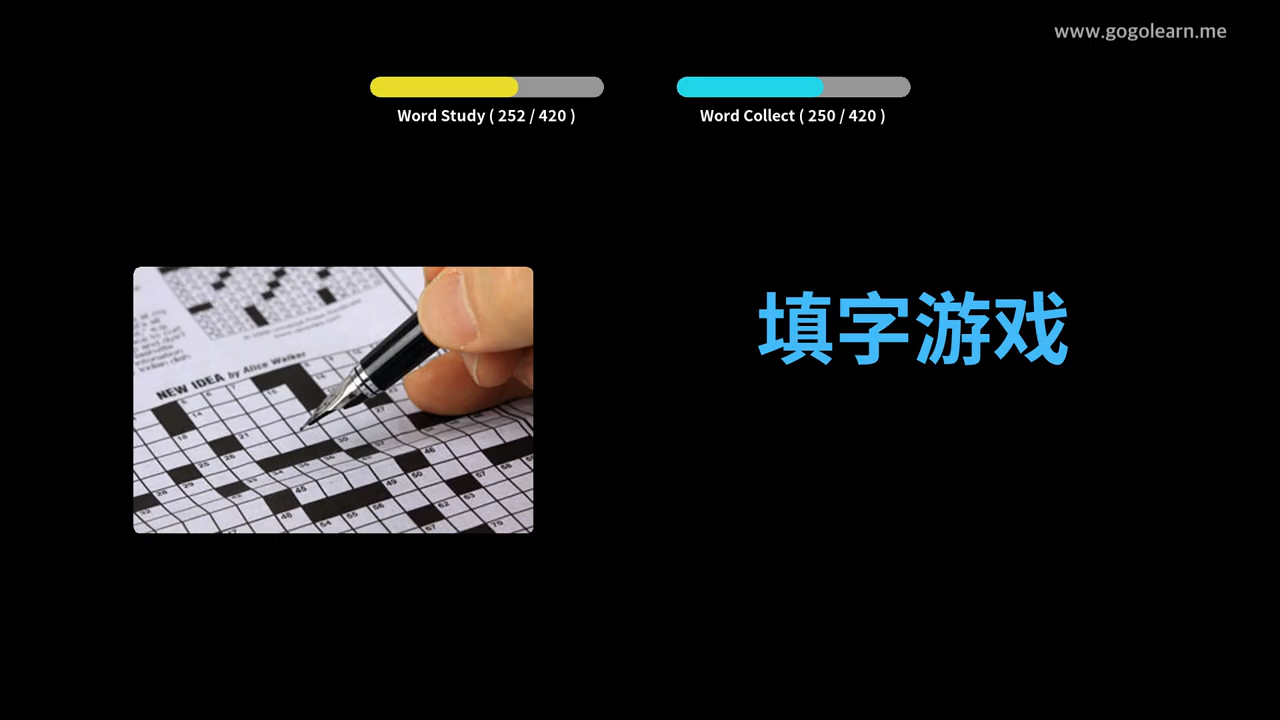 www.gogolearn.me
Word Study ( 252 / 420 )
Word Collect ( 250 / 420 )
填字游戏
NEW IDEA by Alice Walker